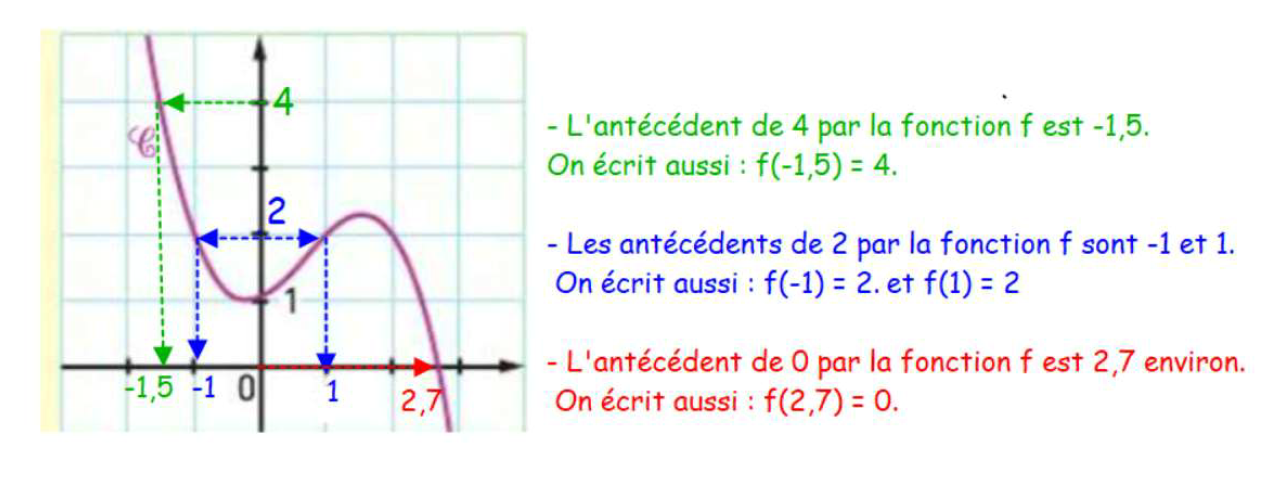 4
𝒞
2
1
-1,5 -1 0 1 2,7
- L'antécédent de 4 par la fonction f est -1,5.
On écrit aussi : f(-1,5) = 4.
- Les antécédents de 2 par la fonction f sont -1 et 1.
On écrit aussi : f(-1) = 2. et f(1) = 2
- L'antécédent de 0 par la fonction f est 2,7 environ.
On écrit aussi : f(2,7) = 0.